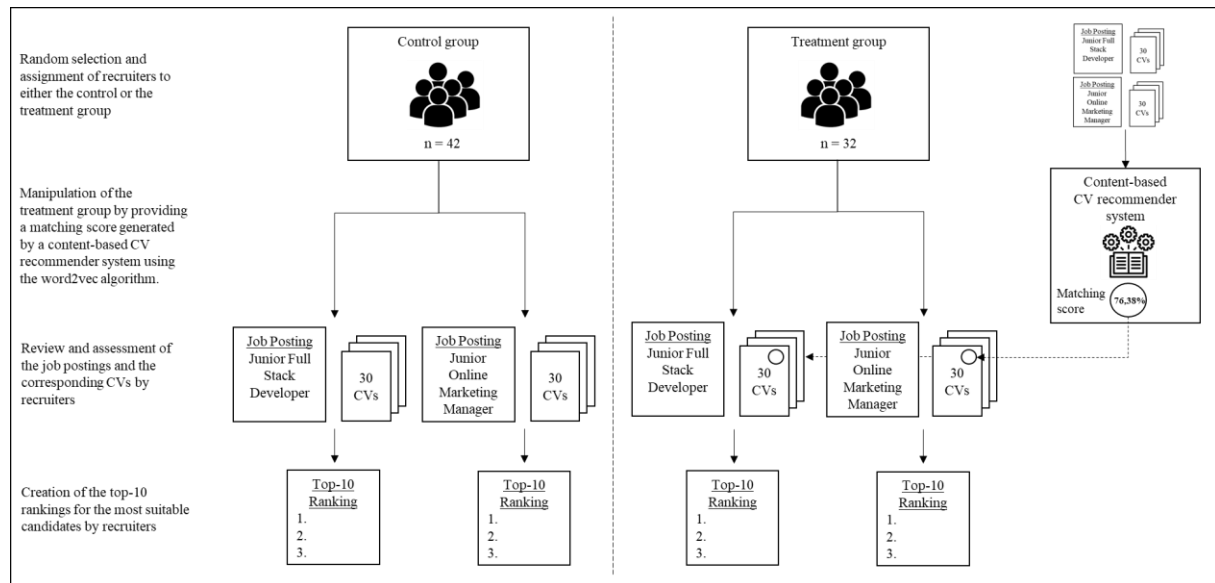 Random selection and
assignment of recruiters to
either the control or the
treatment group
Control group
n = 42
Treatment group
n = 32
Job Posting
Junior Full
Stack
Developer
30
CVs
Job Posting
Junior
Online
Marketing
Manager
30
CVs
Manipulation of the
treatment group by providing
a matching score generated
by a content-based CV
recommender system using
the word2vec algorithm.
Content-based
CV recommender
system
Matching
score
76,38%
Review and assessment of
the job postings and the
corresponding CVs by
recruiters
Job Posting
Junior Full
Stack
Developer
30
CVs
Job Posting
Junior
Online
Marketing
Manager
30
CVs
Job Posting
Junior Full
Stack
Developer
30
CVs
Job Posting
Junior
Online
Marketing
Manager
30
CVs
Creation of the top-10
rankings for the most suitable
candidates by recruiters
Top-10
Ranking
1.
2.
3.
Top-10
Ranking
1.
2.
3.
Top-10
Ranking
1.
2.
3.
Top-10
Ranking
1.
2.
3.